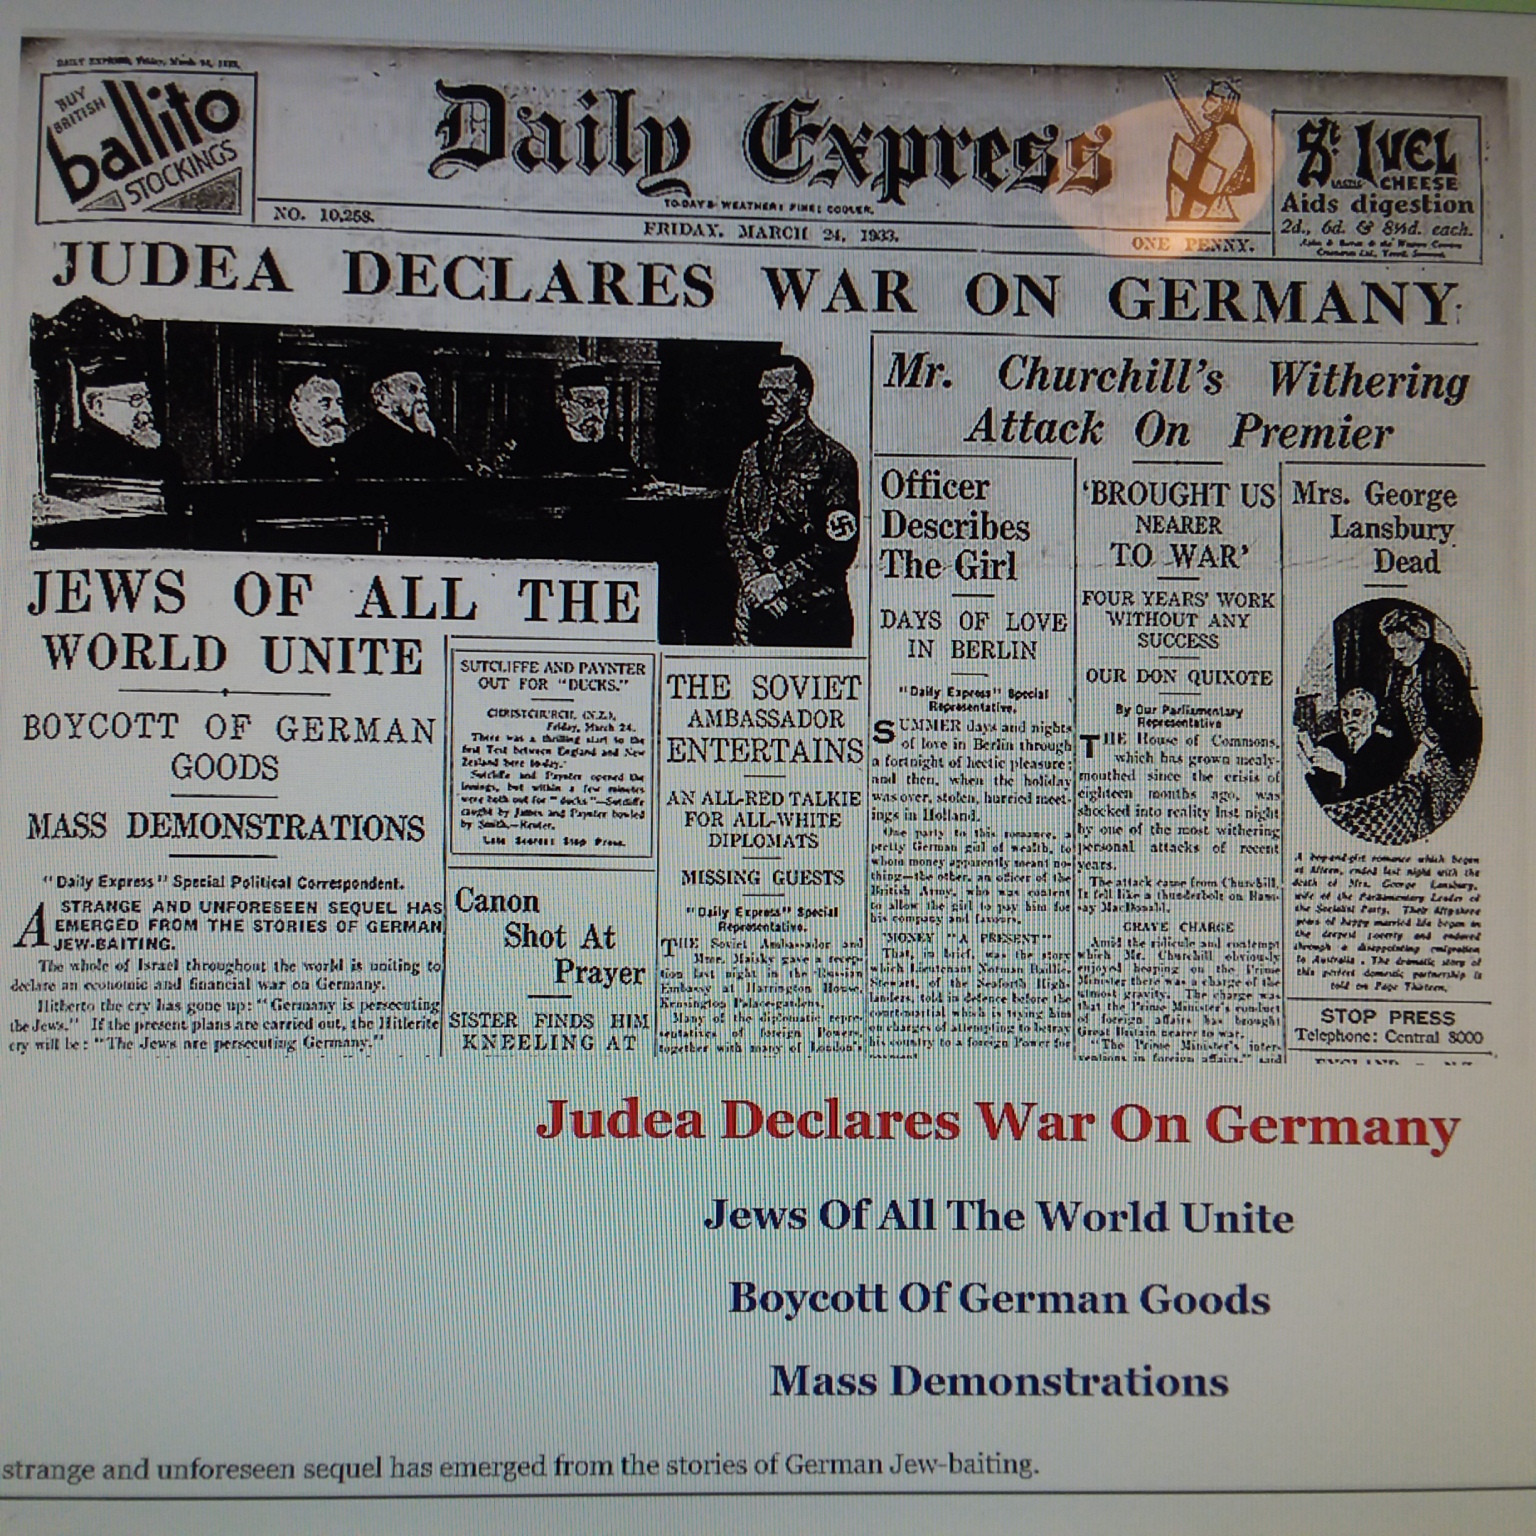 DAILY EXPRESS, Friday, March 24, 1933.
BUY
BRITISH
ballito
STOCKINGS
Daily Express
TO-DAY'S WEATHER: FINE; COOLER.
St Ivel
LACTIC CHEESE
Aids digestion
2d., 6d. & 8½d. each.
NO. 10,258.
FRIDAY, MARCH 24, 1933.
ONE PENNY.
JUDEA DECLARES WAR ON GERMANY
JEWS OF ALL THE
WORLD UNITE
BOYCOTT OF GERMAN
GOODS
MASS DEMONSTRATIONS
"Daily Express" Special Political Correspondent.
A STRANGE AND UNFORESEEN SEQUEL HAS
EMERGED FROM THE STORIES OF GERMAN
JEW-BAITING.
The whole of Israel throughout the world is uniting to
declare an economic and financial war on Germany.
Hitherto the cry has gone up: "Germany is persecuting
the Jews." If the present plans are carried out, the Hitlerite
cry will be: "The Jews are persecuting Germany."
SUTCLIFFE AND PAYNTER
OUT FOR "DUCKS."
CHRISTCHURCH, (N.Z.),
Friday, March 24.
There was a thrilling start to the
first Test between England and New
Zealand here to-day.
Sutcliffe and Paynter opened the
innings, but within a few minutes
were both out for "ducks"—Sutcliffe
caught by James and Paynter bowled
by Smith.—Reuter.
Late Scores: Stop Press.
Canon
Shot At
Prayer
SISTER FINDS HIM
KNEELING AT
THE SOVIET
AMBASSADOR
ENTERTAINS
AN ALL-RED TALKIE
FOR ALL-WHITE
DIPLOMATS
MISSING GUESTS
"Daily Express" Special
Representative.
THE Soviet Ambassador and
Mme. Maisky gave a recep-
tion last night in the Russian
Embassy at Harrington House,
Kensington Palace-gardens.
Many of the diplomatic repre-
sentatives of foreign Powers,
together with many of London's
Mr. Churchill's Withering
Attack On Premier
Officer
Describes
The Girl
DAYS OF LOVE
IN BERLIN
"Daily Express" Special
Representative.
SUMMER days and nights
of love in Berlin through
a fortnight of hectic pleasure;
and then, when the holiday
was over, stolen, hurried meet-
ings in Holland.
One party to this romance, a
pretty German girl of wealth, to
whom money apparently meant no-
thing—the other, an officer of the
British Army, who was content
to allow the girl to pay him for
his company and favours.
MONEY "A PRESENT"
That, in brief, was the story
which Lieutenant Norman Baillie-
Stewart, of the Seaforth High-
landers, told in defence before the
court-martial which is trying him
on charges of attempting to betray
his country to a foreign Power for
'BROUGHT US
NEARER
TO WAR'
FOUR YEARS' WORK
WITHOUT ANY
SUCCESS
OUR DON QUIXOTE
By Our Parliamentary
Representative
THE House of Commons,
which has grown mealy-
mouthed since the crisis of
eighteen months ago, was
shocked into reality last night
by one of the most withering
personal attacks of recent
years.
The attack came from Churchill.
It fell like a thunderbolt on Ram-
say MacDonald.
GRAVE CHARGE
Amid the ridicule and contempt
which Mr. Churchill obviously
enjoyed heaping on the Prime
Minister there was a charge of the
utmost gravity. The charge was
that the Prime Minister's conduct
of foreign affairs has brought
Great Britain nearer to war.
"The Prime Minister's inter-
ventions in foreign affairs," said
Mrs. George
Lansbury
Dead
A boy-and-girl romance which began
at fifteen, ended last night with the
death of Mrs. George Lansbury,
wife of the Parliamentary Leader of
the Socialist Party. Their fifty-three
years of happy married life began in
the deepest poverty and endured
through a disappointing emigration
to Australia. The dramatic story of
this perfect domestic partnership is
told on Page Thirteen.
STOP PRESS
Telephone: Central 8000
Judea Declares War On Germany
Jews Of All The World Unite
Boycott Of German Goods
Mass Demonstrations
strange and unforeseen sequel has emerged from the stories of German Jew-baiting.